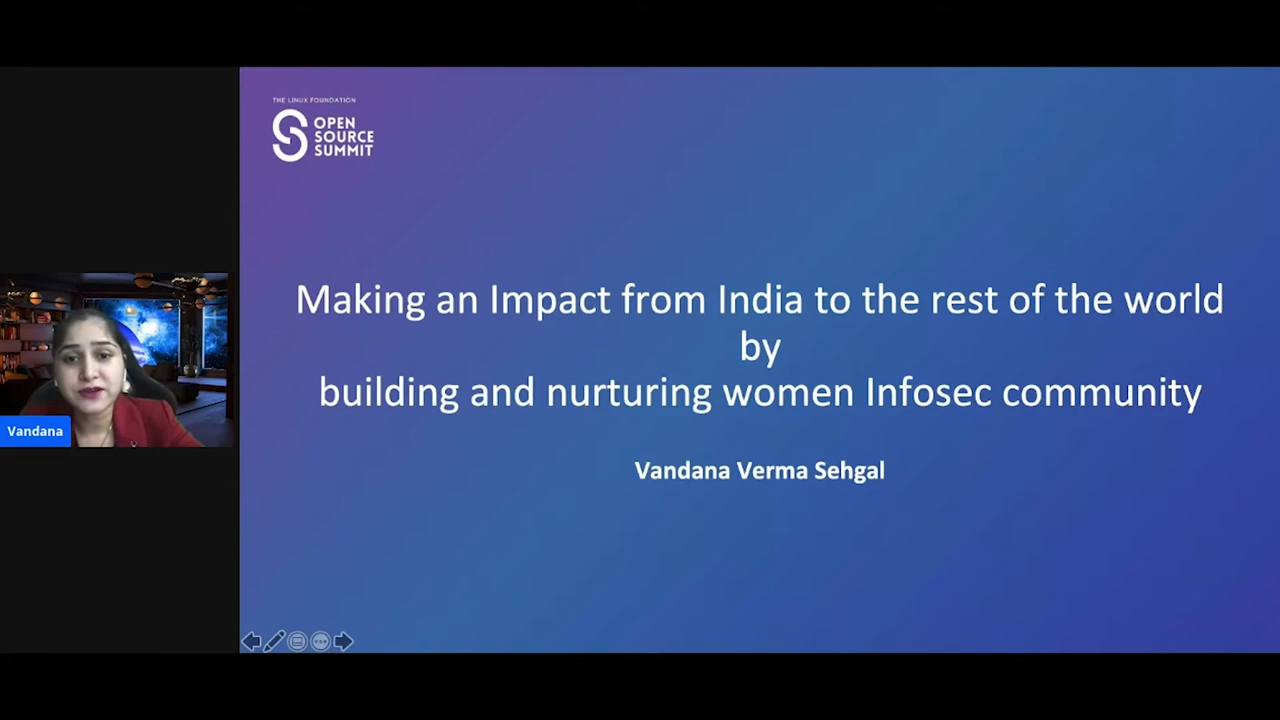 THE LINUX FOUNDATION
OPEN
SOURCE
SUMMIT
Making an Impact from India to the rest of the world
by
building and nurturing women Infosec community
Vandana Verma Sehgal
Vandana